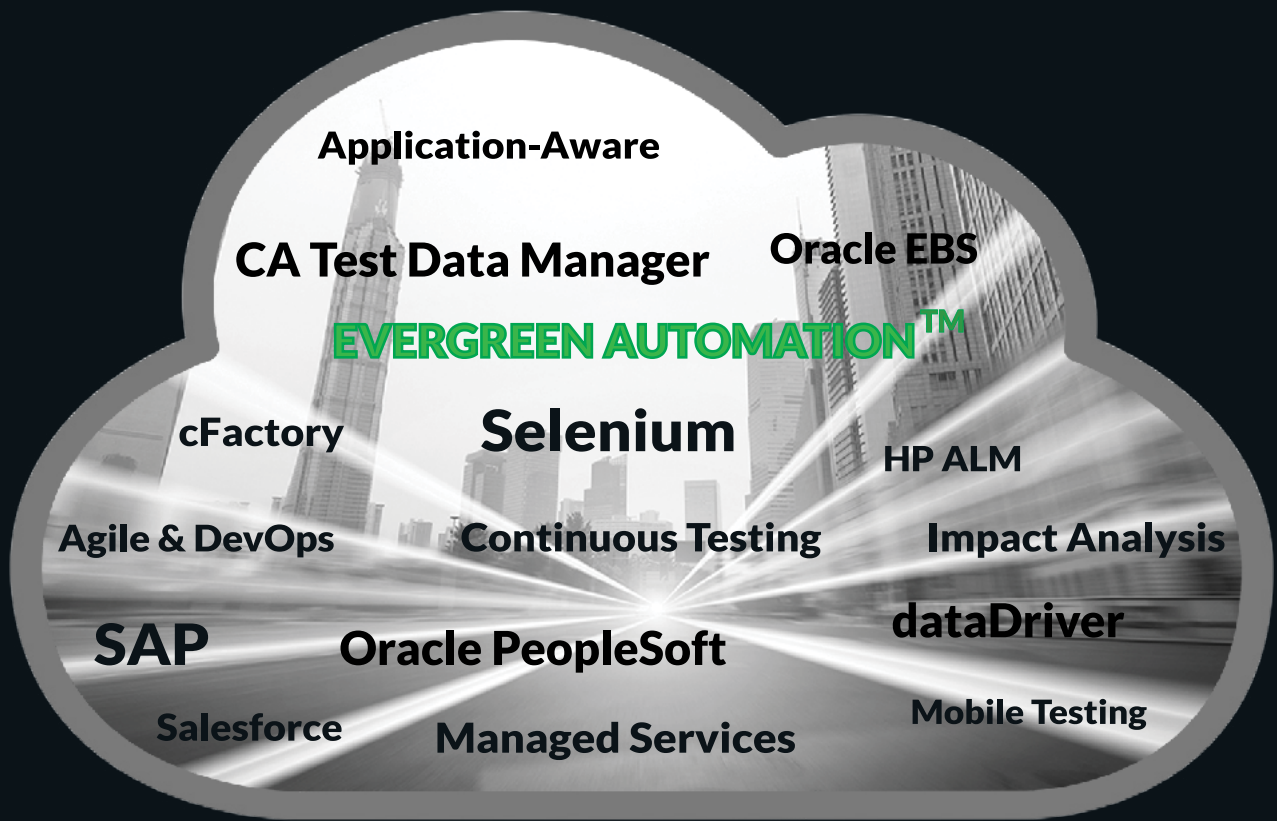 Application-Aware
CA Test Data Manager
Oracle EBS
EVERGREEN AUTOMATION™
cFactory
Selenium
HP ALM
Agile & DevOps
Continuous Testing
Impact Analysis
SAP
Oracle PeopleSoft
dataDriver
Salesforce
Managed Services
Mobile Testing